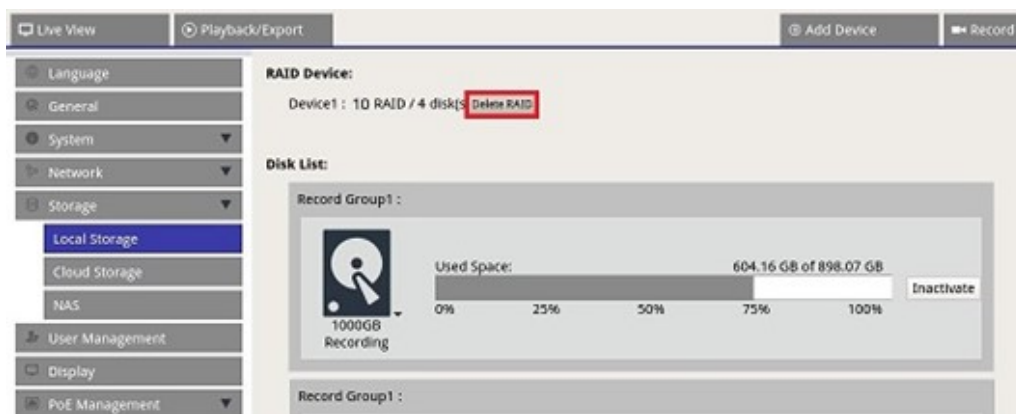 Live View
Playback/Export
Add Device
Record
Language
General
System
Network
Storage
Local Storage
Cloud Storage
NAS
User Management
Display
PoE Management
RAID Device:
Device1 : 10 RAID / 4 disk(s Delete RAID
Disk List:
Record Group1 :
Used Space: 604.16 GB of 898.07 GB
Inactivate
0% 25% 50% 75% 100%
1000GB
Recording
Record Group1 :